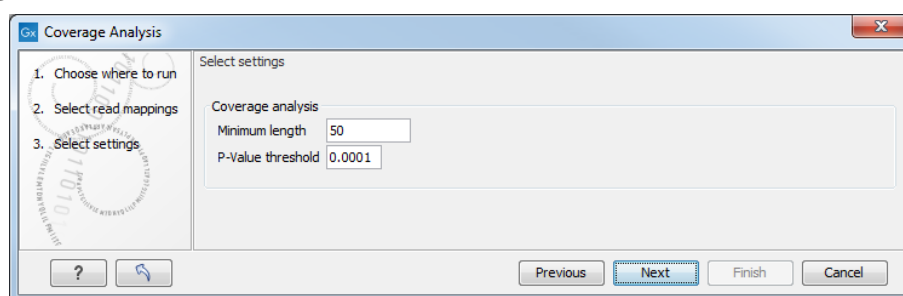 Gx Coverage Analysis
x
1. Choose where to run
2. Select read mappings
3. Select settings
Select settings
Coverage analysis
Minimum length 50
P-Value threshold 0.0001
? Previous Next Finish Cancel